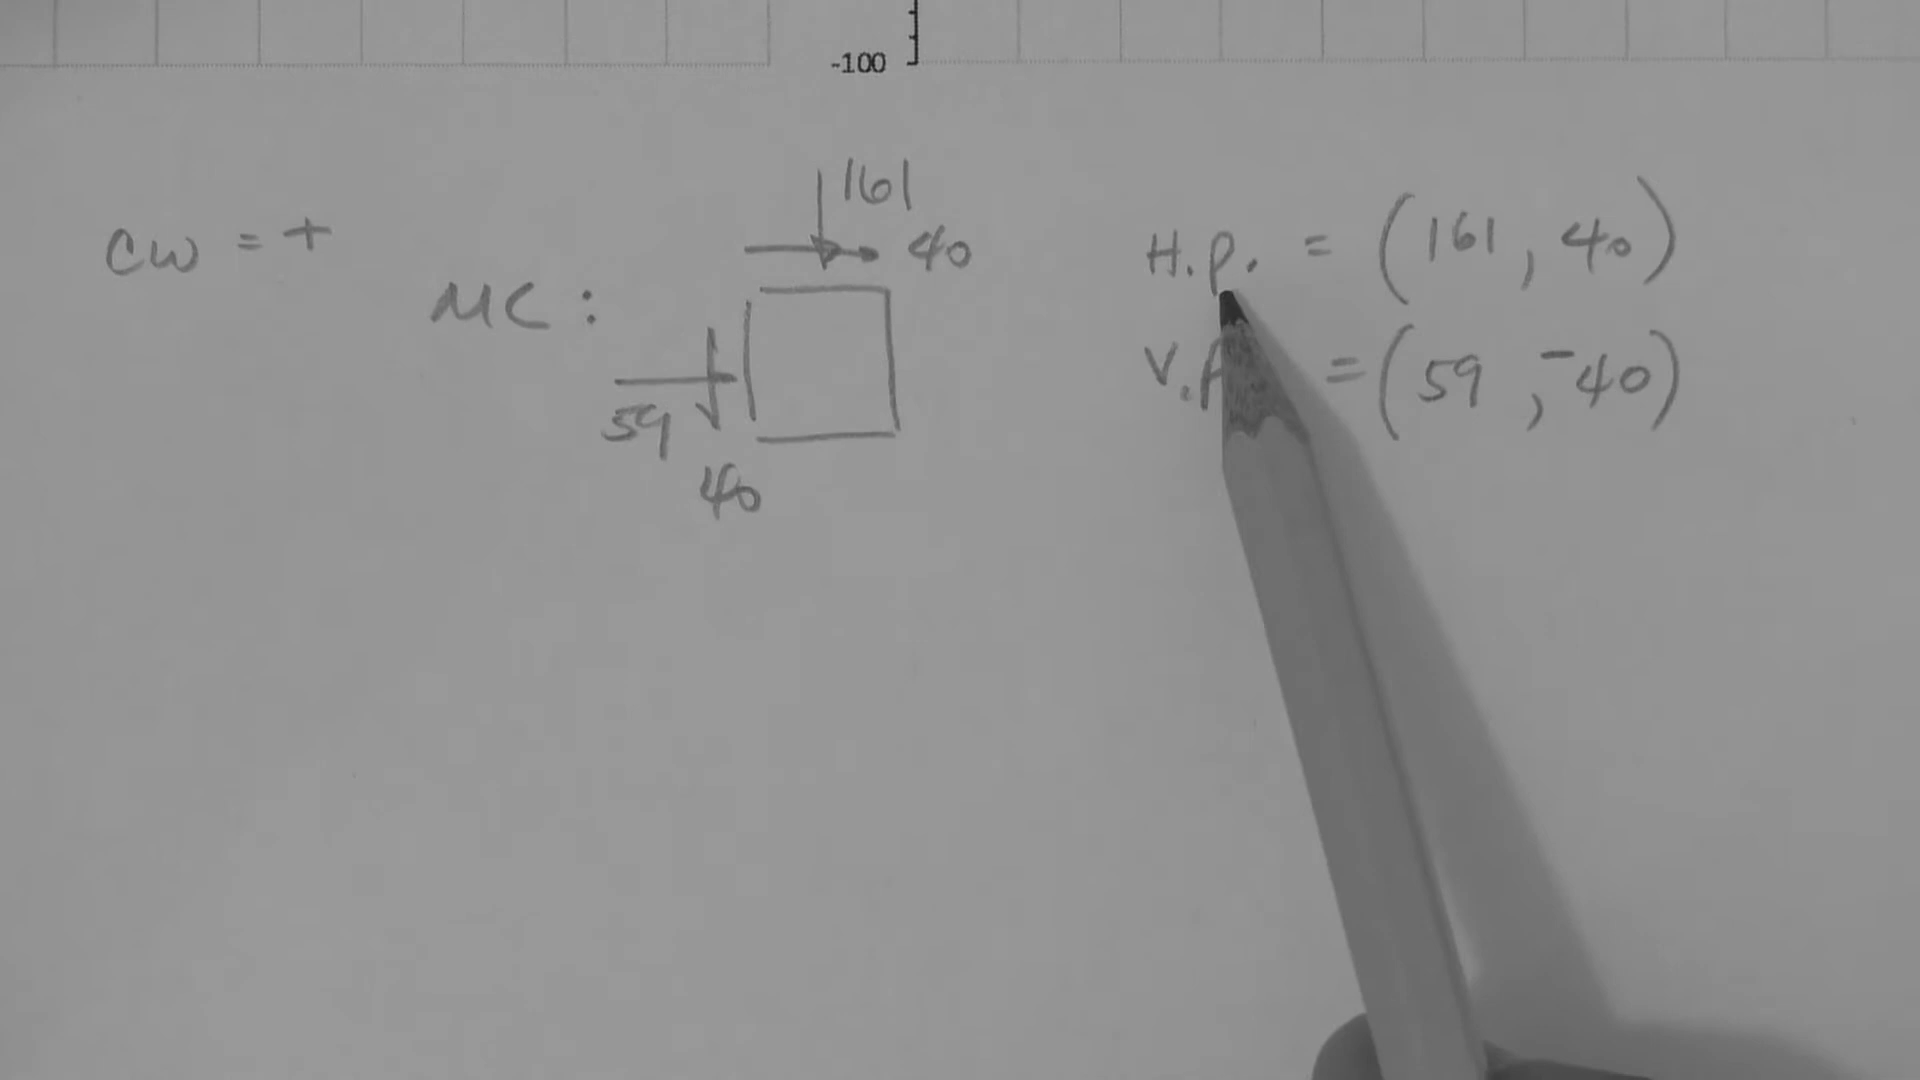 -100
161
CW = +
40
H.P. = (161, 40)
MC:
V. = (59, -40)
59
40